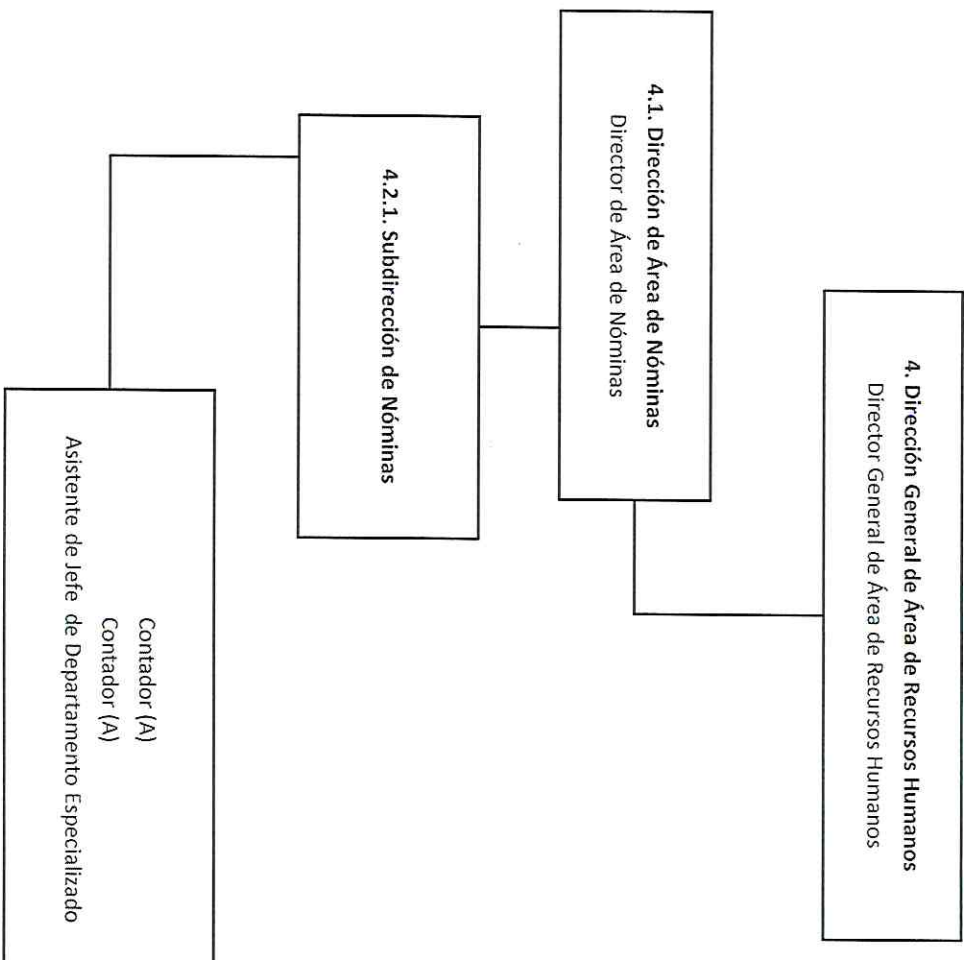 4. Dirección General de Área de Recursos Humanos
Director General de Área de Recursos Humanos
4.1. Dirección de Área de Nóminas
Director de Área de Nóminas
4.2.1. Subdirección de Nóminas
Contador (A)
Contador (A)
Asistente de Jefe de Departamento Especializado